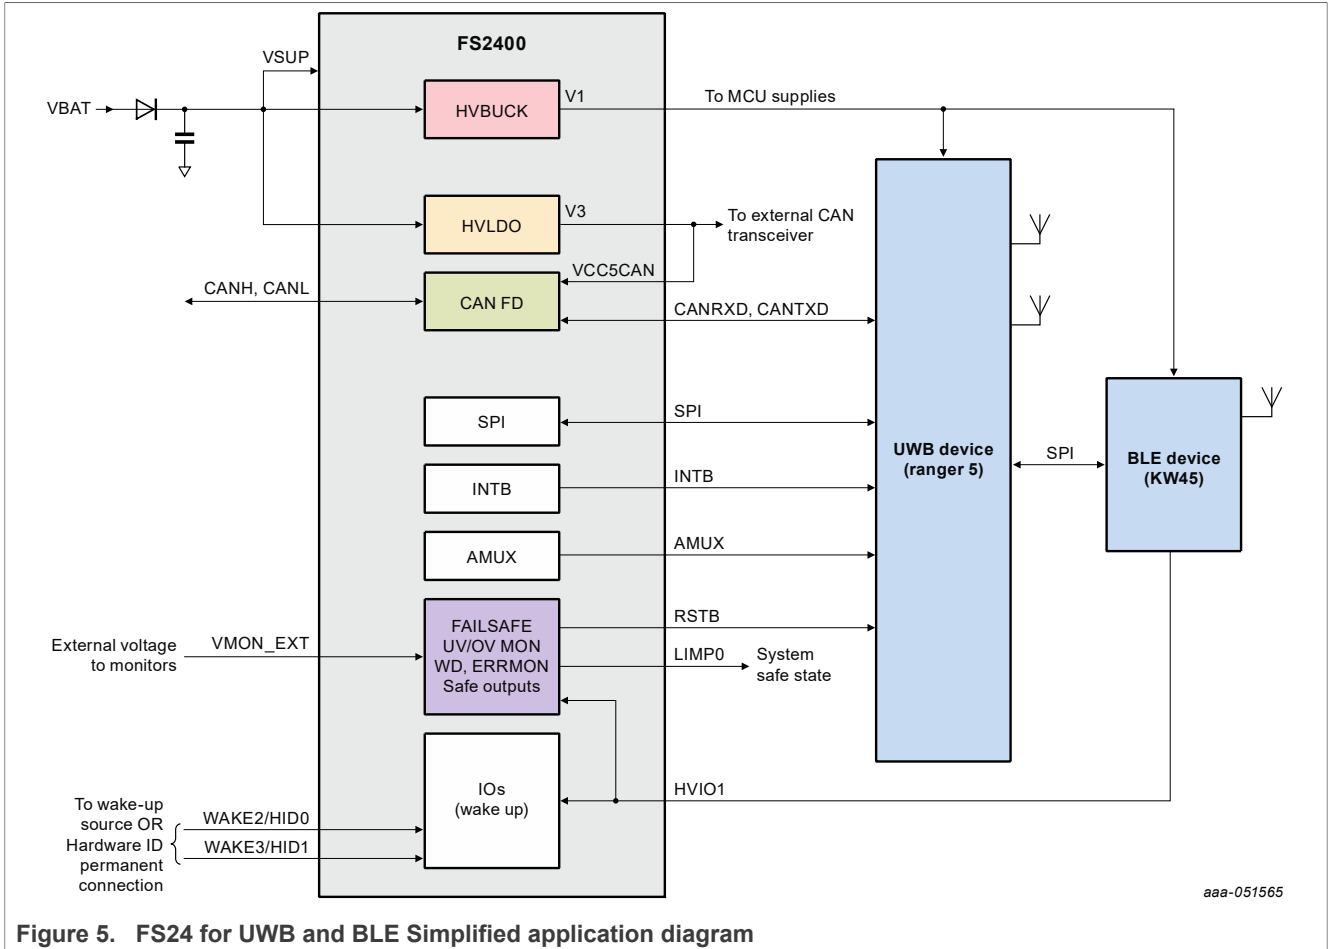 FS2400
VSUP
VBAT
HVBUCK
V1
To MCU supplies
HVLDO
V3
To external CAN
transceiver
VCC5CAN
CANH, CANL
CAN FD
CANRXD, CANTXD
SPI
SPI
UWB device
(ranger 5)
SPI
BLE device
(KW45)
INTB
INTB
AMUX
AMUX
External voltage
to monitors
VMON_EXT
FAILSAFE
UV/OV MON
WD, ERRMON
Safe outputs
RSTB
LIMP0
System
safe state
IOs
(wake up)
HVIO1
To wake-up
source OR
Hardware ID
permanent
connection
WAKE2/HID0
WAKE3/HID1
aaa-051565
Figure 5. FS24 for UWB and BLE Simplified application diagram